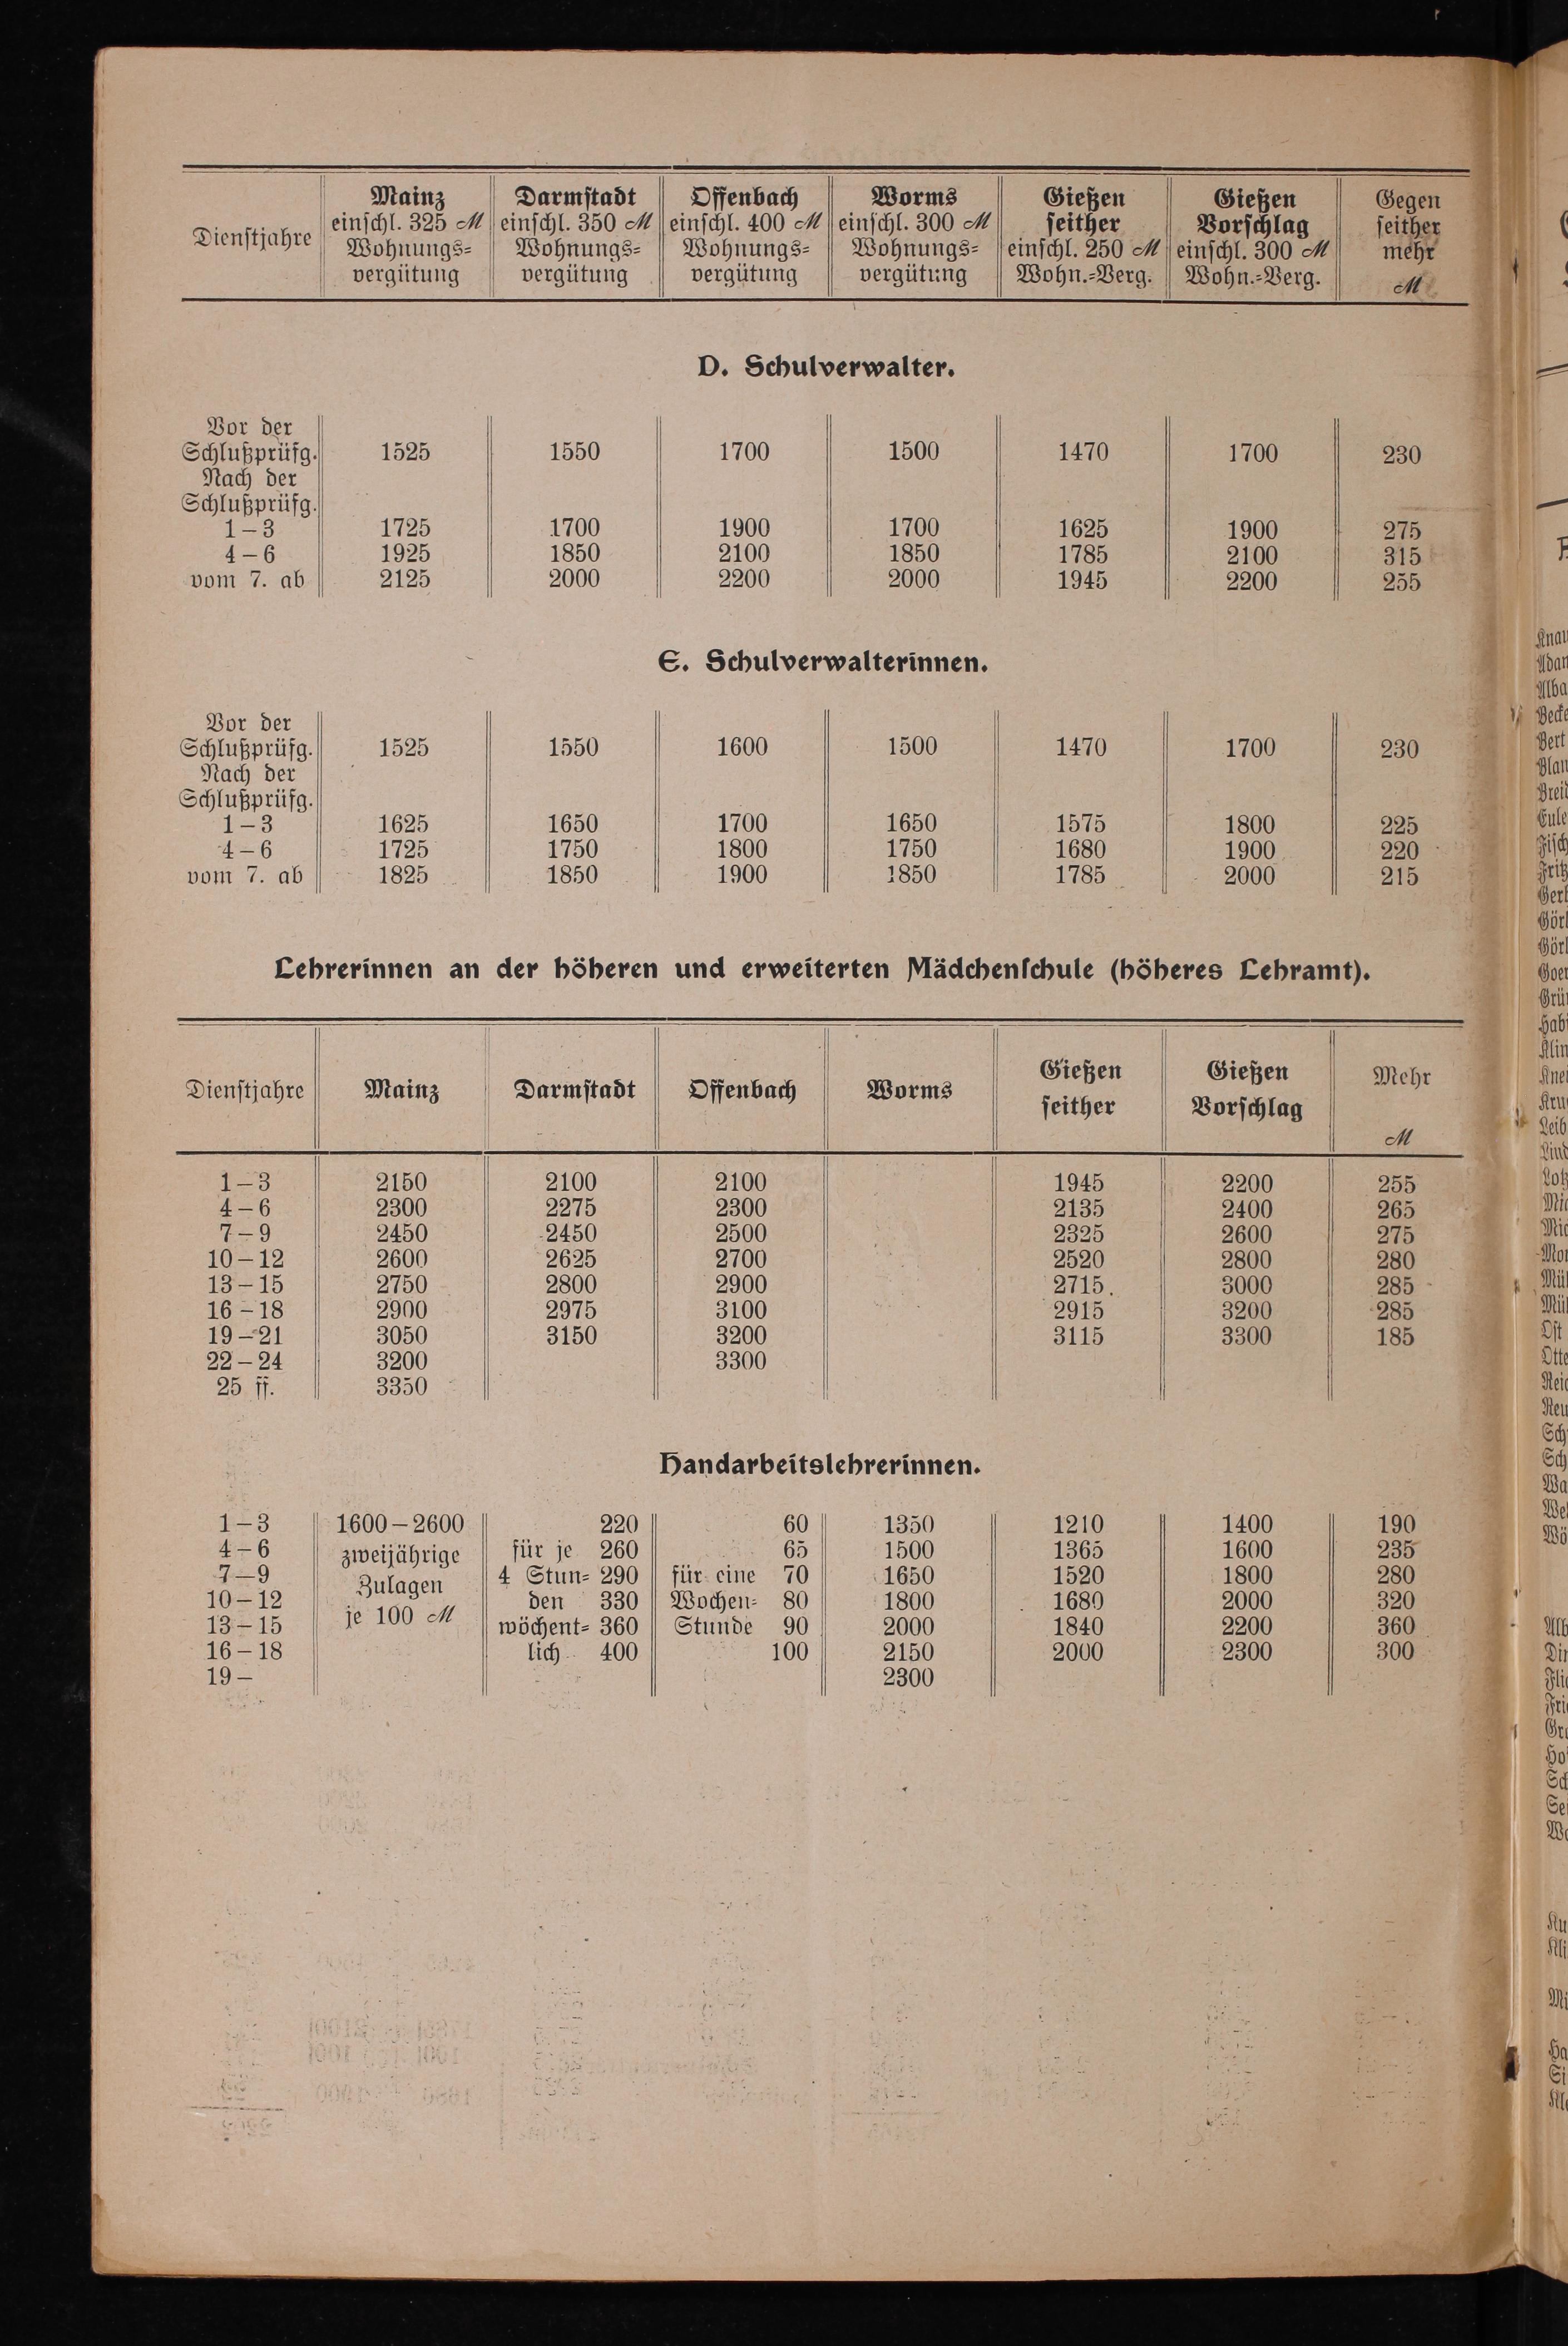 Dienstjahre | Mainz einschl. 325 ℳ Wohnungs-vergütung | Darmstadt einschl. 350 ℳ Wohnungs-vergütung | Offenbach einschl. 400 ℳ Wohnungs-vergütung | Worms einschl. 300 ℳ Wohnungs-vergütung | Gießen seither einschl. 250 ℳ Wohn.-Verg. | Gießen Vorschlag einschl. 300 ℳ Wohn.-Verg. | Gegen seither mehr ℳ
D. Schulverwalter.
Vor der
Schlußprüfg. 1525 1550 1700 1500 1470 1700 230
Nach der
Schlußprüfg.
1–3 1725 1700 1900 1700 1625 1900 275
4–6 1925 1850 2100 1850 1785 2100 315
vom 7. ab 2125 2000 2200 2000 1945 2200 255
E. Schulverwalterinnen.
Vor der
Schlußprüfg. 1525 1550 1600 1500 1470 1700 230
Nach der
Schlußprüfg.
1–3 1625 1650 1700 1650 1575 1800 225
4–6 1725 1750 1800 1750 1680 1900 220
vom 7. ab 1825 1850 1900 1850 1785 2000 215
Lehrerinnen an der höheren und erweiterten Mädchenschule (höheres Lehramt).
Dienstjahre | Mainz | Darmstadt | Offenbach | Worms | Gießen seither | Gießen Vorschlag | Mehr ℳ
1–3 2150 2100 2100 1945 2200 255
4–6 2300 2275 2300 2135 2400 265
7–9 2450 2450 2500 2325 2600 275
10–12 2600 2625 2700 2520 2800 280
13–15 2750 2800 2900 2715 3000 285
16–18 2900 2975 3100 2915 3200 285
19–21 3050 3150 3200 3115 3300 185
22–24 3200 3300
25 ff. 3350
Handarbeitslehrerinnen.
1–3 1600–2600 220 60 1350 1210 1400 190
4–6 zweijährige für je 260 65 1500 1365 1600 235
7–9 Zulagen 4 Stun- 290 für eine 70 1650 1520 1800 280
10–12 je 100 ℳ den 330 Wochen- 80 1800 1680 2000 320
13–15 wöchent- 360 Stunde 90 2000 1840 2200 360
16–18 lich 400 100 2150 2000 2300 300
19– 2300